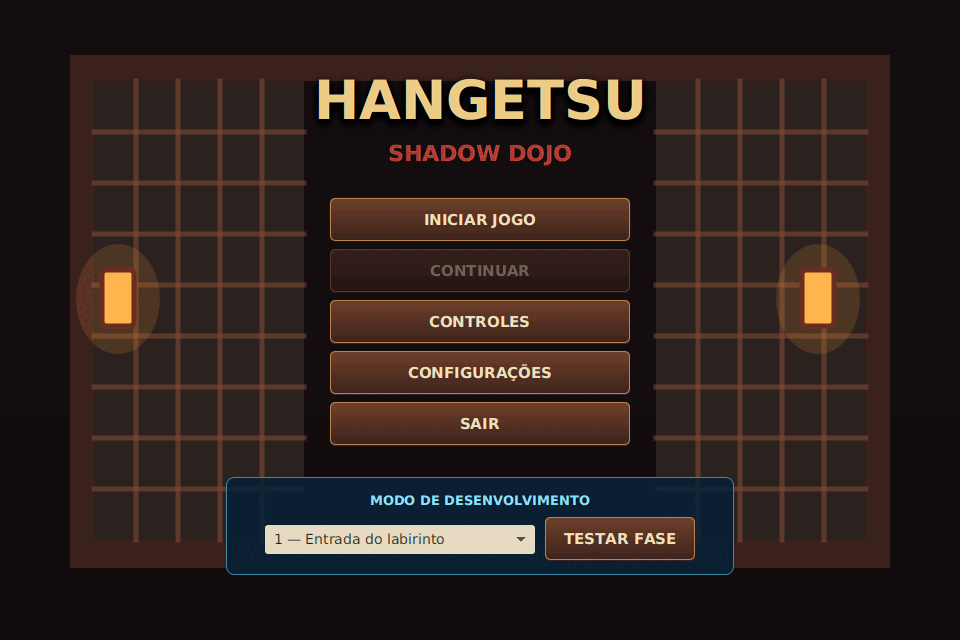 HANGETSU
SHADOW DOJO
INICIAR JOGO
CONTINUAR
CONTROLES
CONFIGURAÇÕES
SAIR
MODO DE DESENVOLVIMENTO
1 — Entrada do labirinto
TESTAR FASE